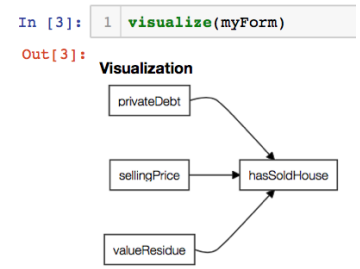 In [3]: 1 visualize(myForm)
Out[3]:
Visualization
privateDebt
sellingPrice
hasSoldHouse
valueResidue